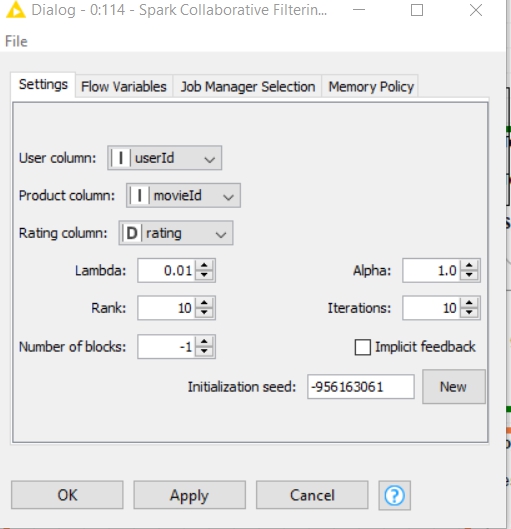 Dialog - 0:114 - Spark Collaborative Filterin...
File
Settings Flow Variables Job Manager Selection Memory Policy
User column: I userId
Product column: I movieId
Rating column: D rating
Lambda: 0.01 Alpha: 1.0
Rank: 10 Iterations: 10
Number of blocks: -1 Implicit feedback
Initialization seed: -956163061 New
OK Apply Cancel ?